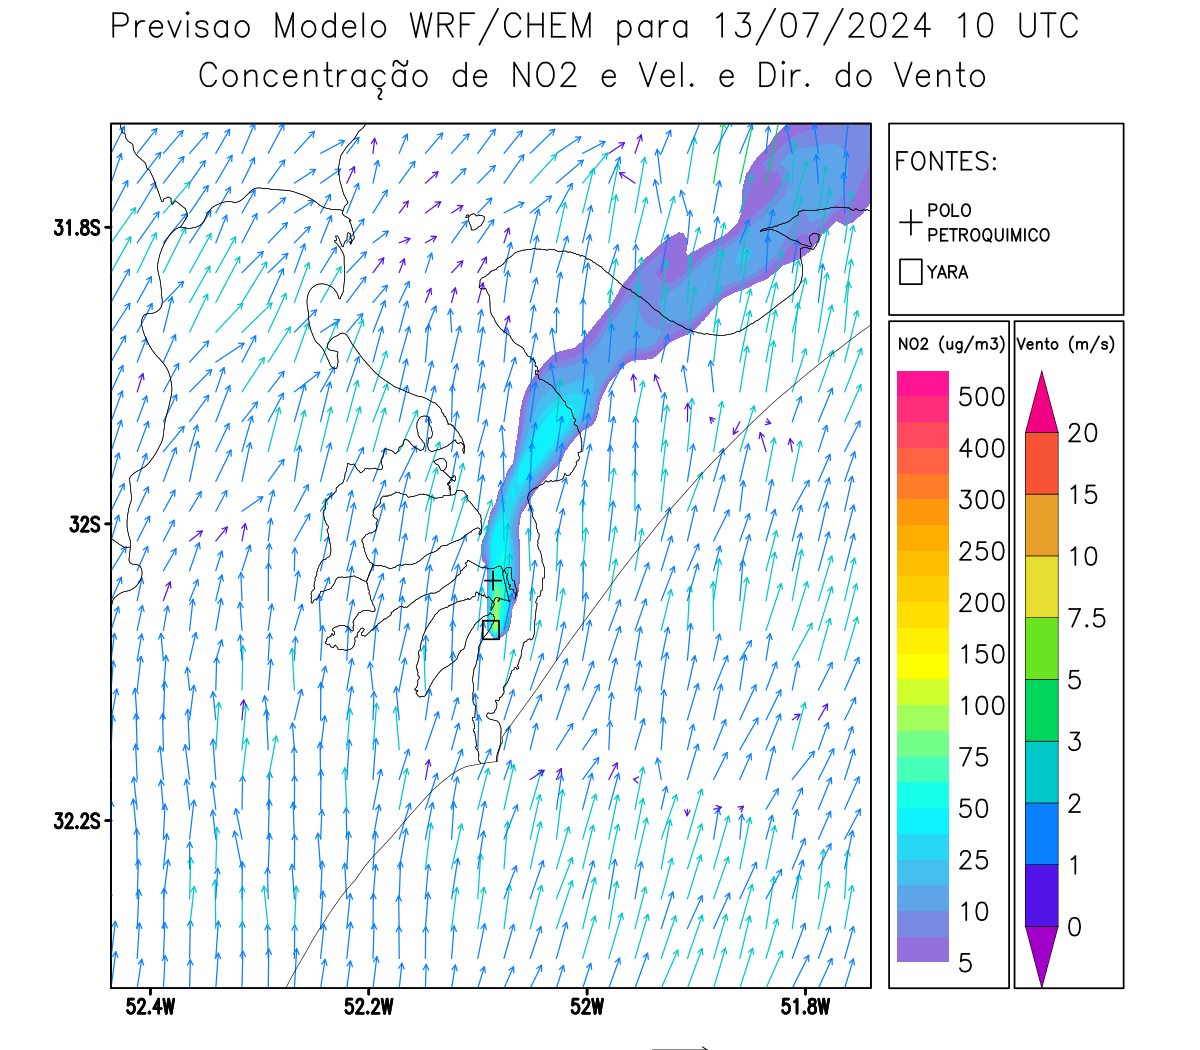 Previsao Modelo WRF/CHEM para 13/07/2024 10 UTC
Concentração de NO2 e Vel. e Dir. do Vento
FONTES:
POLO
PETROQUIMICO
YARA
NO2 (ug/m3)
500
400
300
250
200
150
100
75
50
25
10
5
Vento (m/s)
20
15
10
7.5
5
3
2
1
0
31.8S
32S
32.2S
52.4W
52.2W
52W
51.8W